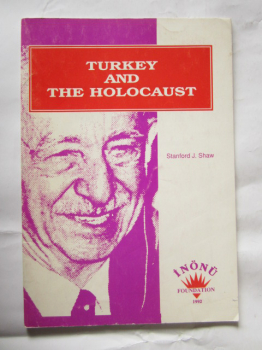 TURKEY
AND
THE HOLOCAUST
Stanford J. Shaw
İNÖNÜ
FOUNDATION
1992